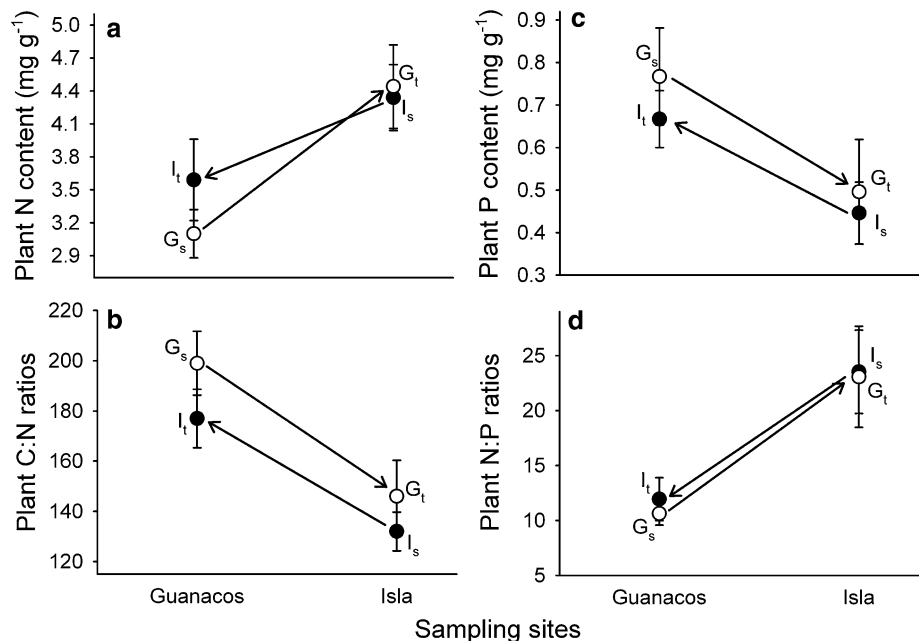 a
Plant N content (mg g⁻¹)
5.0
4.7
4.4
4.1
3.8
3.5
3.2
2.9
Gt
Is
It
Gs
c
Plant P content (mg g⁻¹)
0.9
0.8
0.7
0.6
0.5
0.4
0.3
Gs
It
Gt
Is
b
Plant C:N ratios
220
200
180
160
140
120
Gs
It
Gt
Is
Guanacos
Isla
d
Plant N:P ratios
25
20
15
10
5
Is
Gt
It
Gs
Guanacos
Isla
Sampling sites